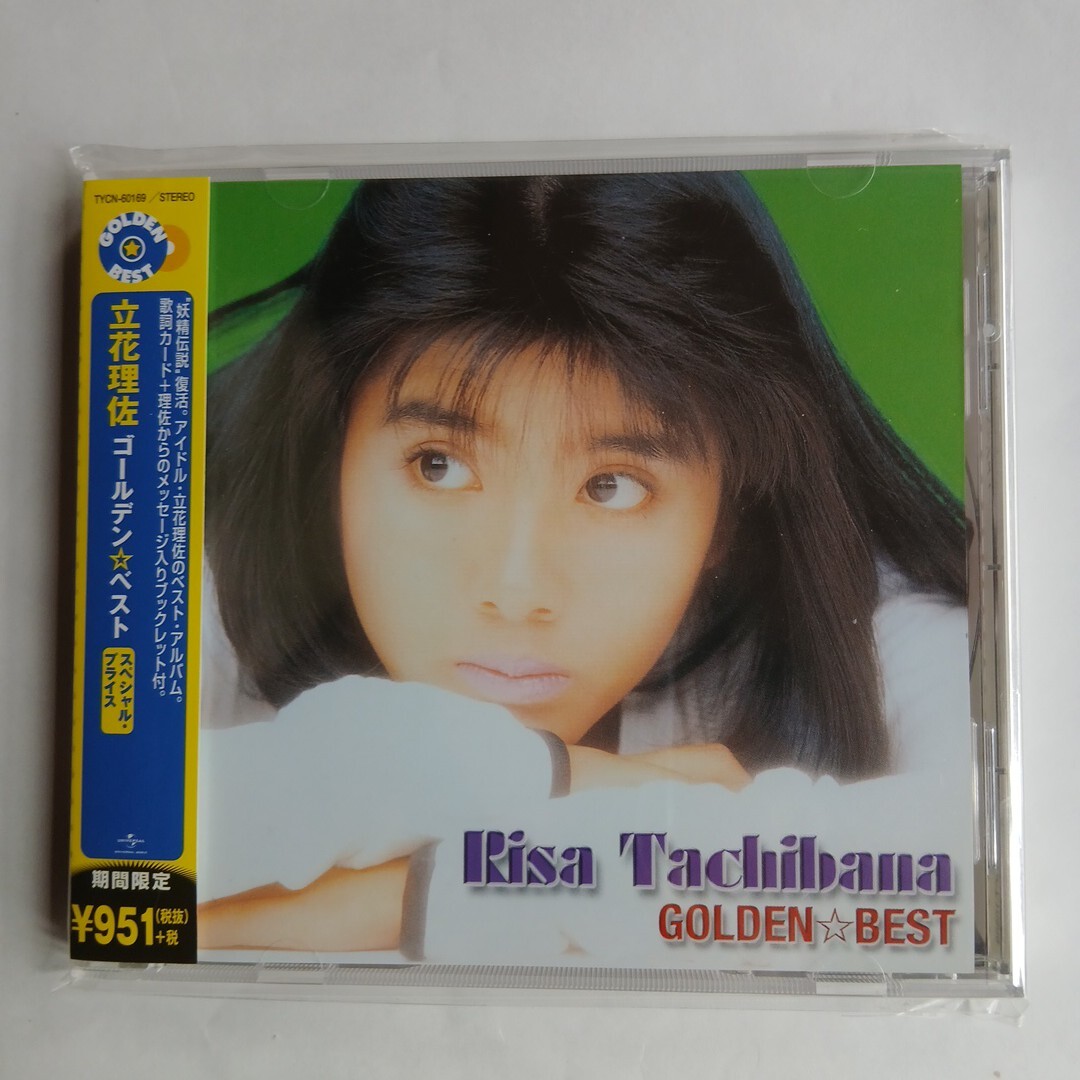 TYCN-60169／STEREO
GOLDEN
BEST
"妖精伝説"復活。アイドル・立花理佐のベスト・アルバム。
歌詞カード＋理佐からのメッセージ入りブックレット付。
立花理佐 ゴールデン☆ベスト
スペシャル・
プライス
UNIVERSAL
期間限定
¥951(税抜)
+税
Risa Tachibana
GOLDEN☆BEST